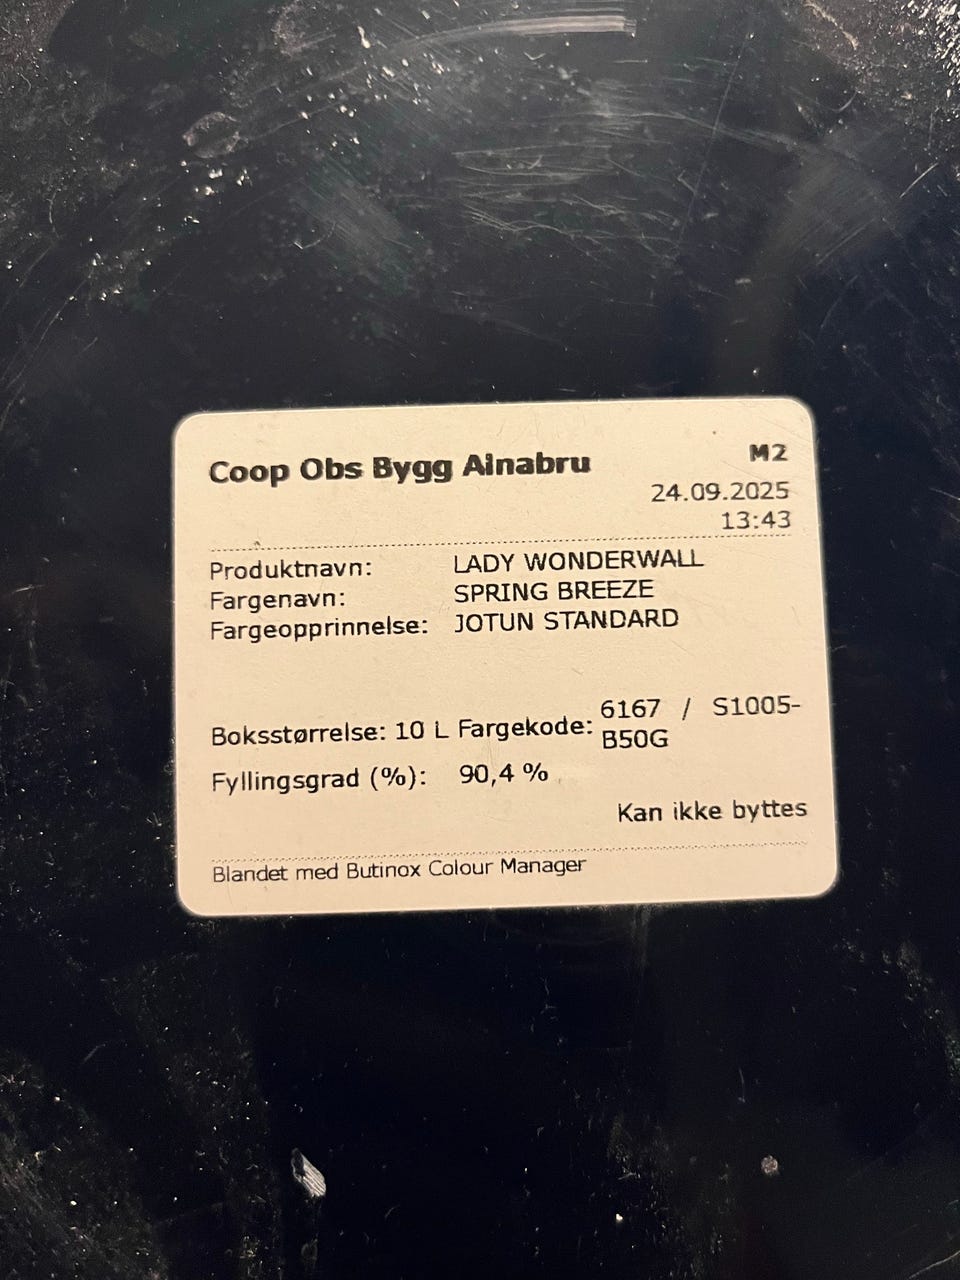 Coop Obs Bygg Alnabru
M2
24.09.2025
13:43
Produktnavn: LADY WONDERWALL
Fargenavn: SPRING BREEZE
Fargeopprinnelse: JOTUN STANDARD
Boksstørrelse: 10 L Fargekode: 6167 / S1005-
B50G
Fyllingsgrad (%): 90,4 %
Kan ikke byttes
Blandet med Butinox Colour Manager